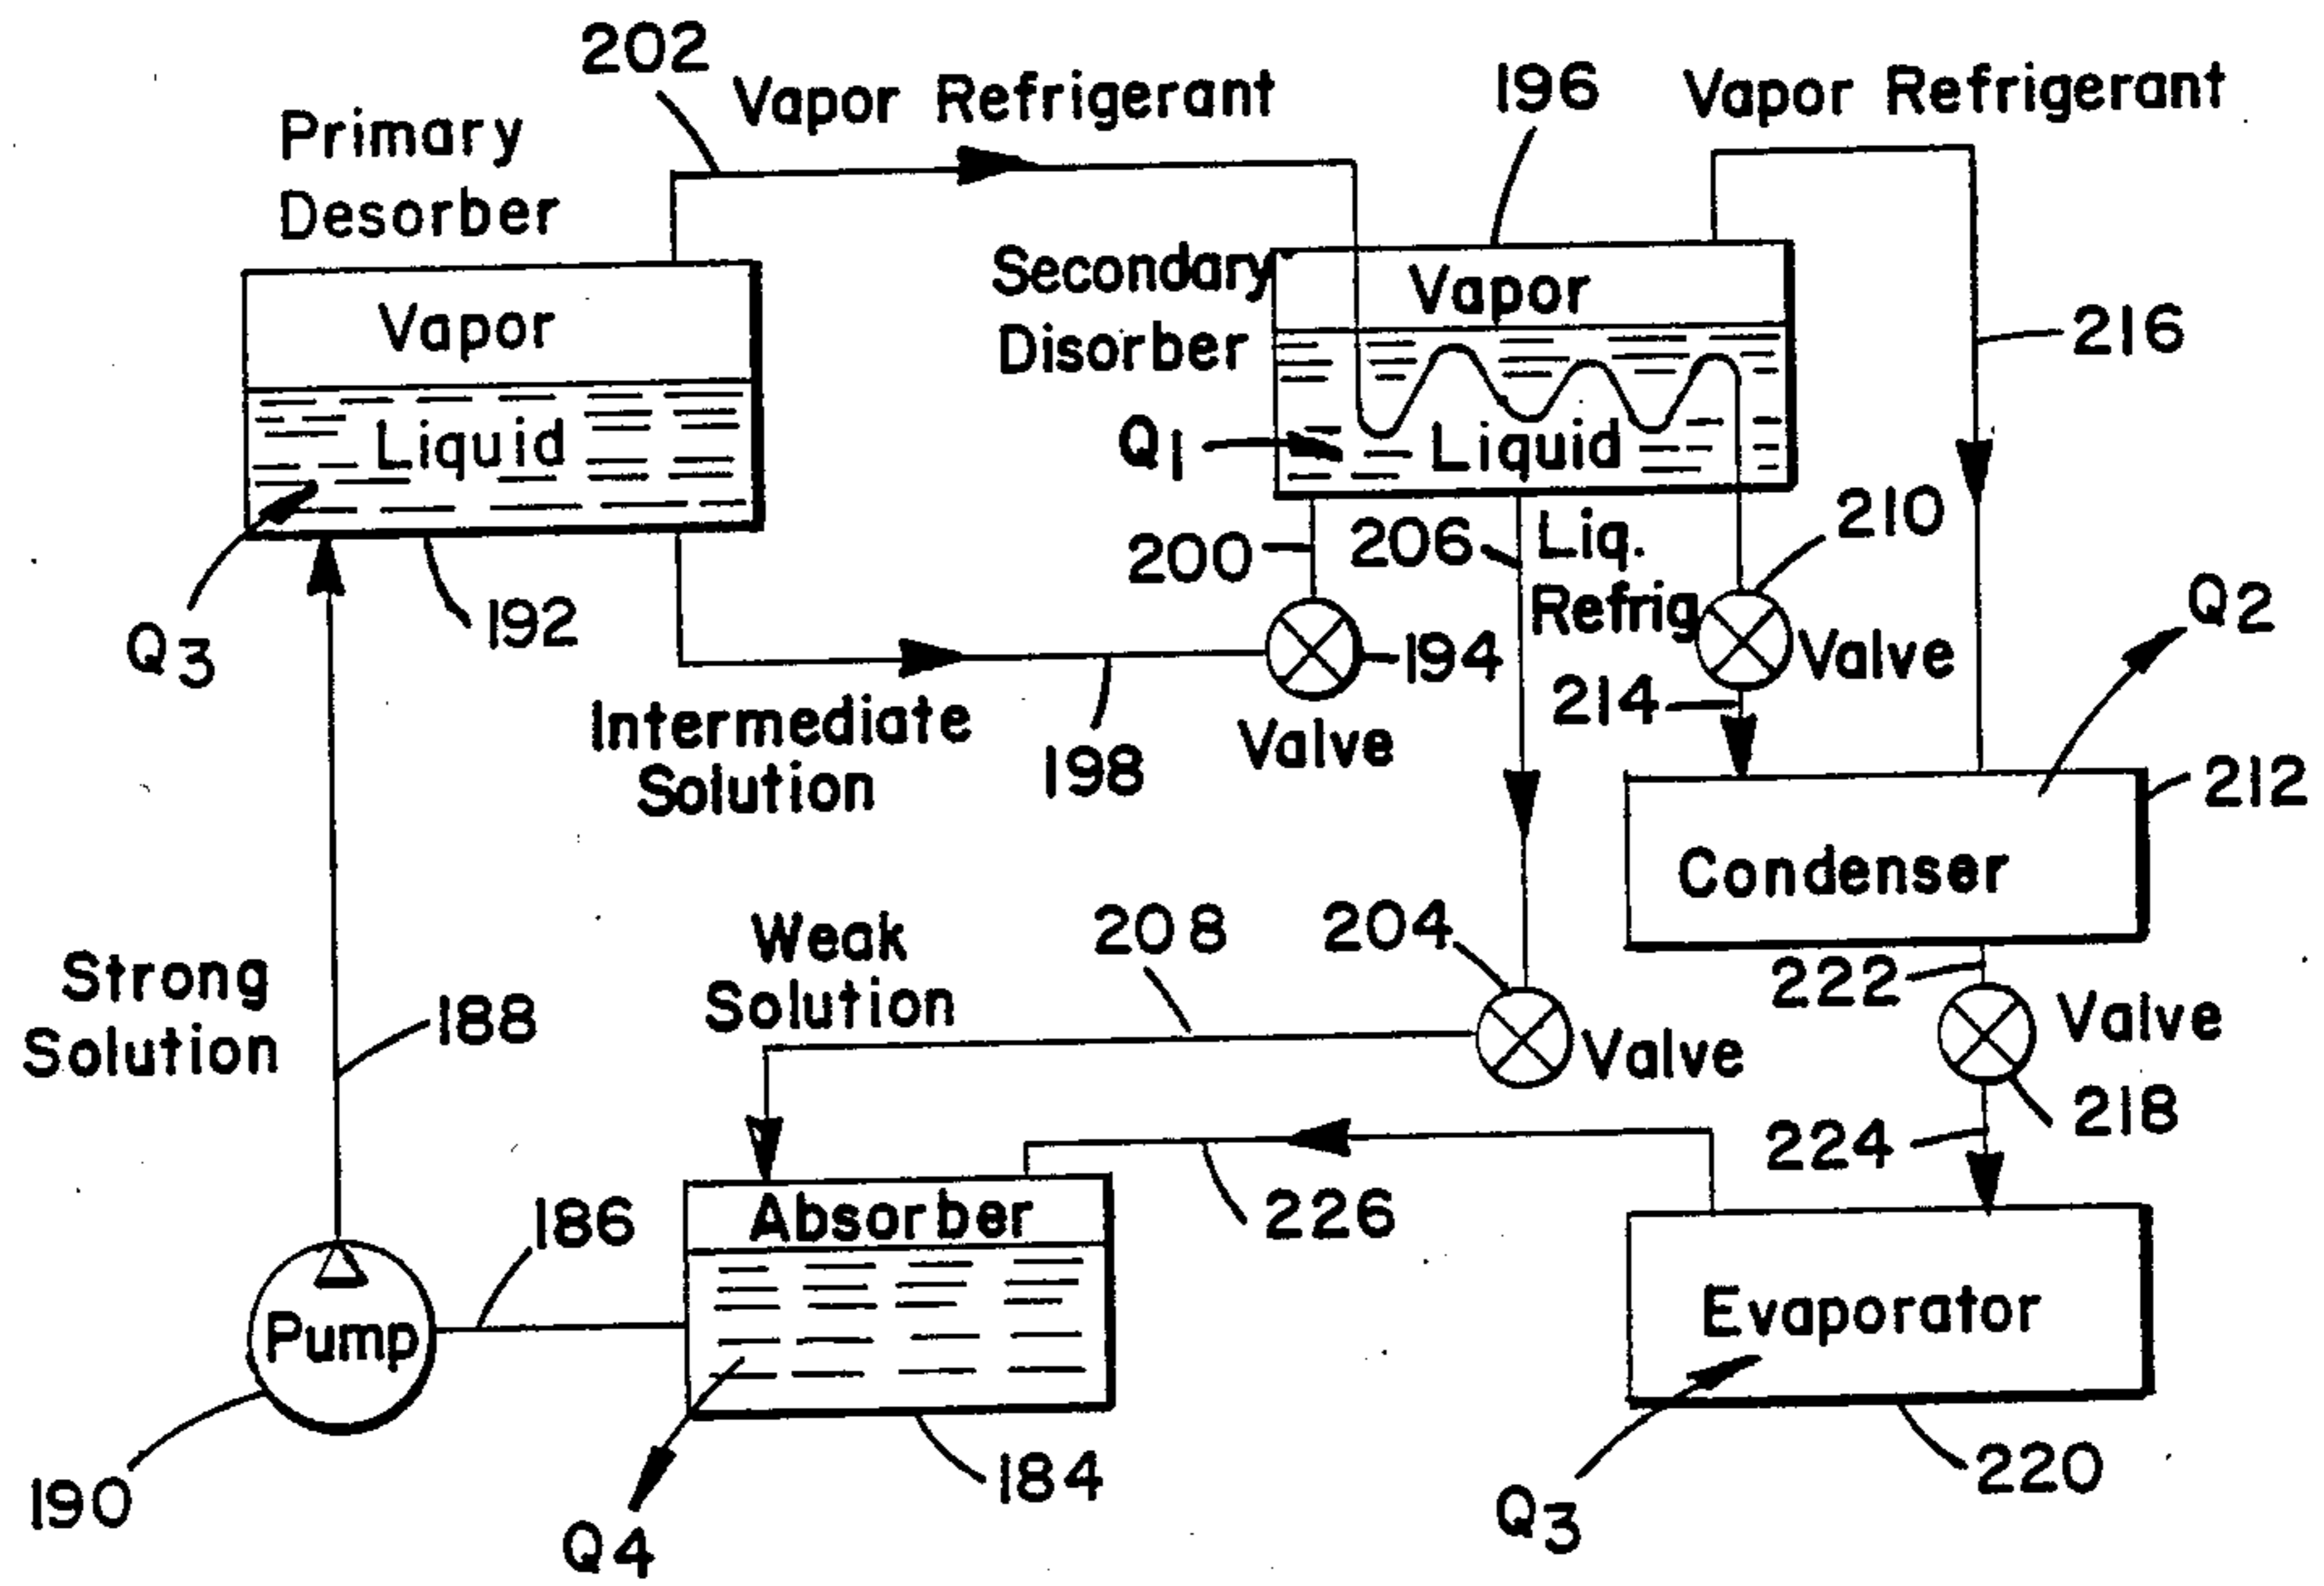 202
Vapor Refrigerant
196
Vapor Refrigerant
Primary
Desorber
Secondary
Disorber
Vapor
Vapor
216
Liquid
Q1
Liquid
210
200
206
Liq.
Refrig
Q2
Q3
192
194
Valve
214
Intermediate
Solution
198
Valve
212
Condenser
Weak
Solution
208
204
222
Strong
Solution
188
Valve
Valve
218
224
186
Absorber
226
Pump
Evaporator
190
184
220
Q4
Q3